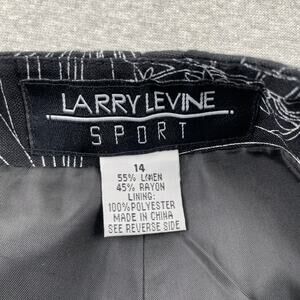 LARRY LEVINE
SPORT
14
55% LINEN
45% RAYON
LINING:
100% POLYESTER
MADE IN CHINA
SEE REVERSE SIDE